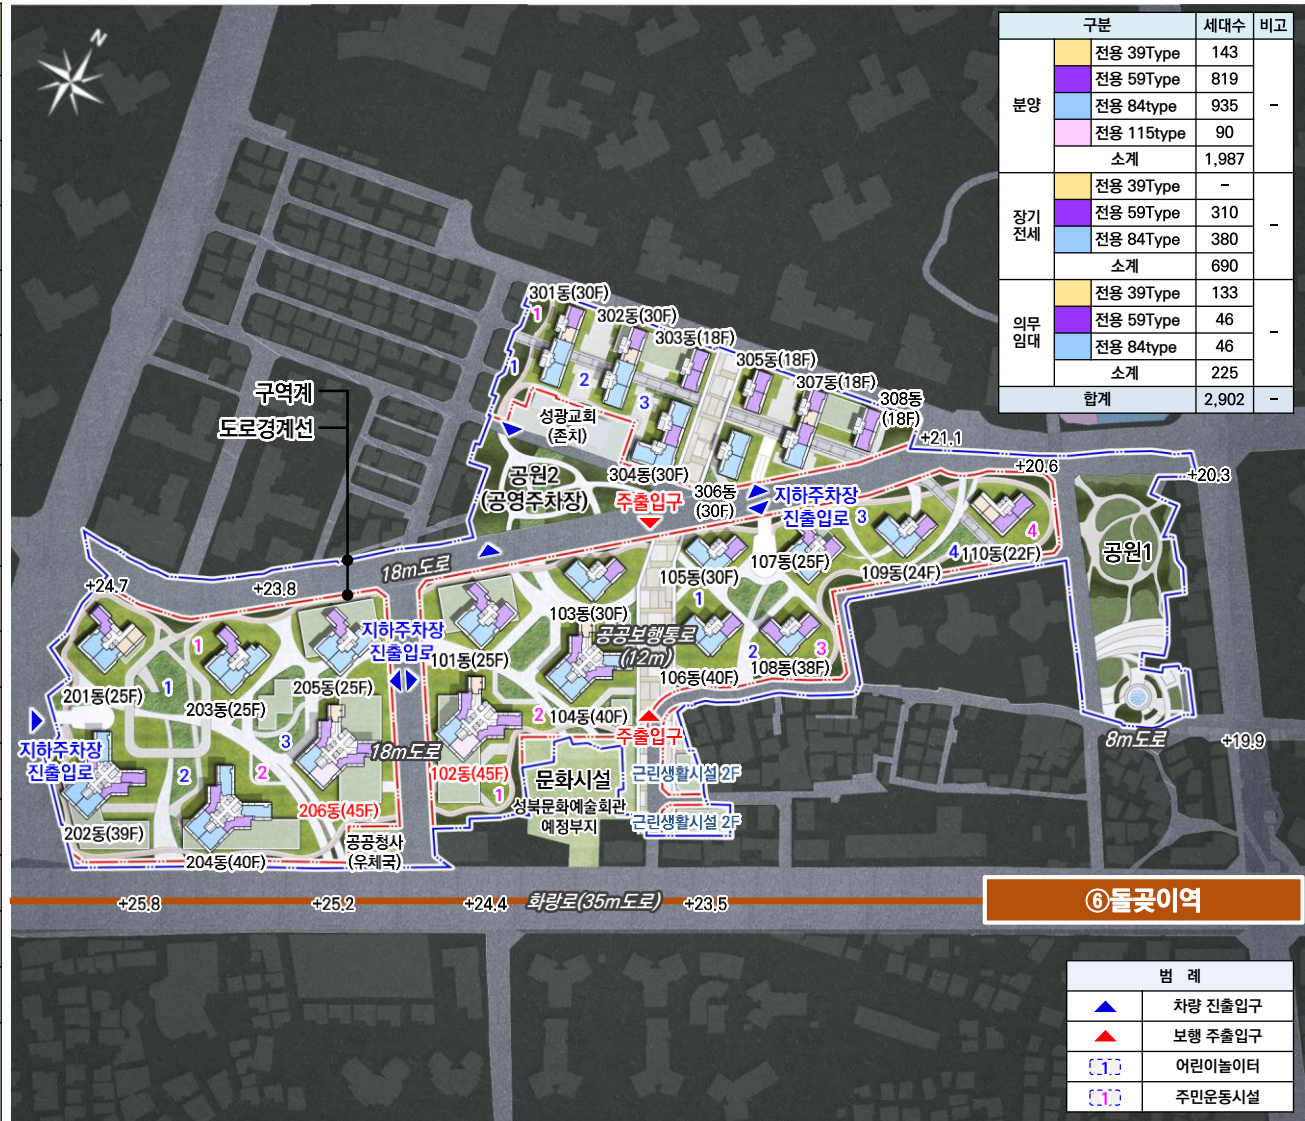 N
구분 세대수 비고
분양 전용 39Type 143 -
전용 59Type 819
전용 84type 935
전용 115type 90
소계 1,987
장기 전세 전용 39Type - -
전용 59Type 310
전용 84Type 380
소계 690
의무 임대 전용 39Type 133 -
전용 59Type 46
전용 84type 46
소계 225
합계 2,902 -
301동(30F)
1
302동(30F)
303동(18F)
305동(18F)
307동(18F)
308동
(18F)
1
2
3
구역계
도로경계선
성광교회
(존치)
+21.1
공원2
(공영주차장)
304동(30F)
306동
(30F)
주출입구
지하주차장
진출입로
3
+20.6
+20.3
4
공원1
18m도로
107동(25F)
4
110동(22F)
109동(24F)
105동(30F)
+24.7
+23.8
103동(30F)
1
지하주차장
진출입로
공공보행통로
(12m)
101동(25F)
106동(40F)
2
108동(38F)
3
1
1
201동(25F)
203동(25F)
205동(25F)
2
104동(40F)
주출입구
지하주차장
진출입로
3
18m도로
2
2
8m도로
+19.9
102동(45F)
1
문화시설
성북문화예술회관
예정부지
근린생활시설 2F
근린생활시설 2F
206동(45F)
202동(39F)
204동(40F)
공공청사
(우체국)
+25.8
+25.2
+24.4
화랑로(35m도로)
+23.5
⑥돌곶이역
범 례
차량 진출입구
보행 주출입구
1 어린이놀이터
1 주민운동시설